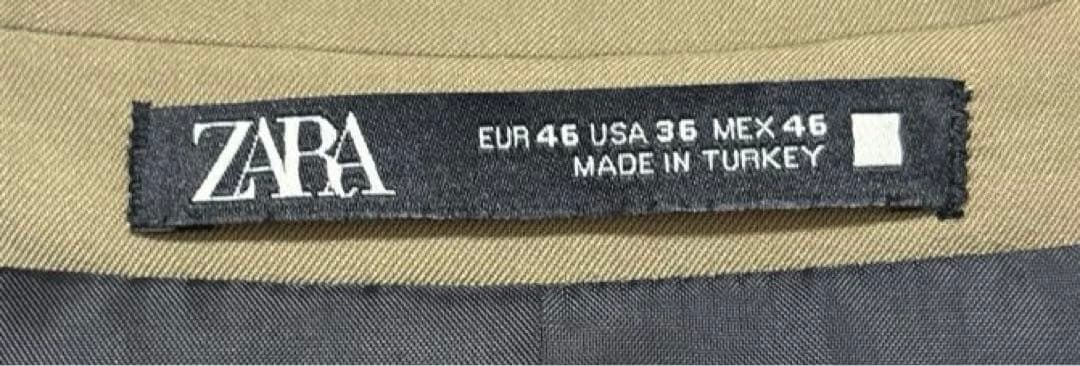 ZARA
EUR 46 USA 36 MEX 46
MADE IN TURKEY